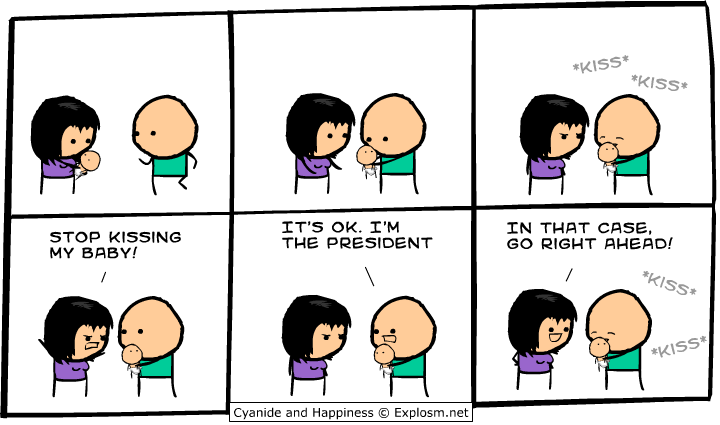 *KISS*
*KISS*
STOP KISSING
MY BABY!
IT'S OK. I'M
THE PRESIDENT
IN THAT CASE,
GO RIGHT AHEAD!
*KISS*
*KISS*
Cyanide and Happiness © Explosm.net